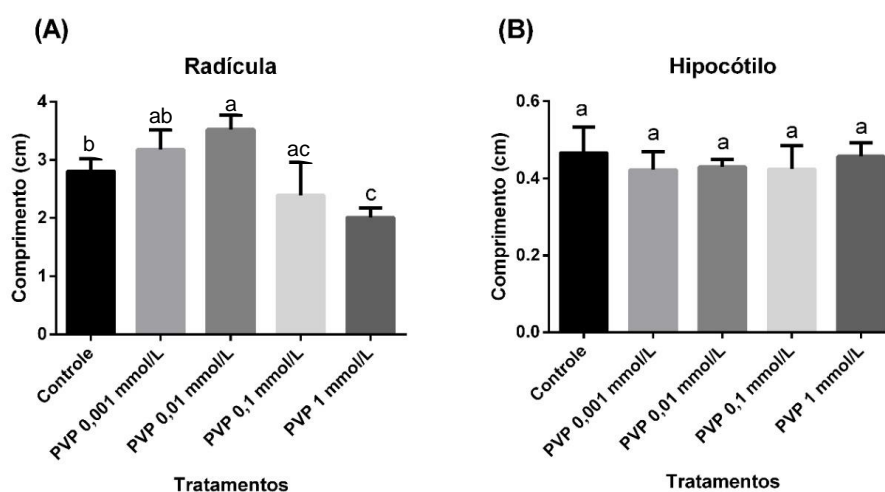 (A)
Radícula
Comprimento (cm)
4
3
2
1
0
b
ab
a
ac
c
Controle
PVP 0,001 mmol/L
PVP 0,01 mmol/L
PVP 0,1 mmol/L
PVP 1 mmol/L
Tratamentos
(B)
Hipocótilo
Comprimento (cm)
0.6
0.4
0.2
0.0
a
a
a
a
a
Controle
PVP 0,001 mmol/L
PVP 0,01 mmol/L
PVP 0,1 mmol/L
PVP 1 mmol/L
Tratamentos